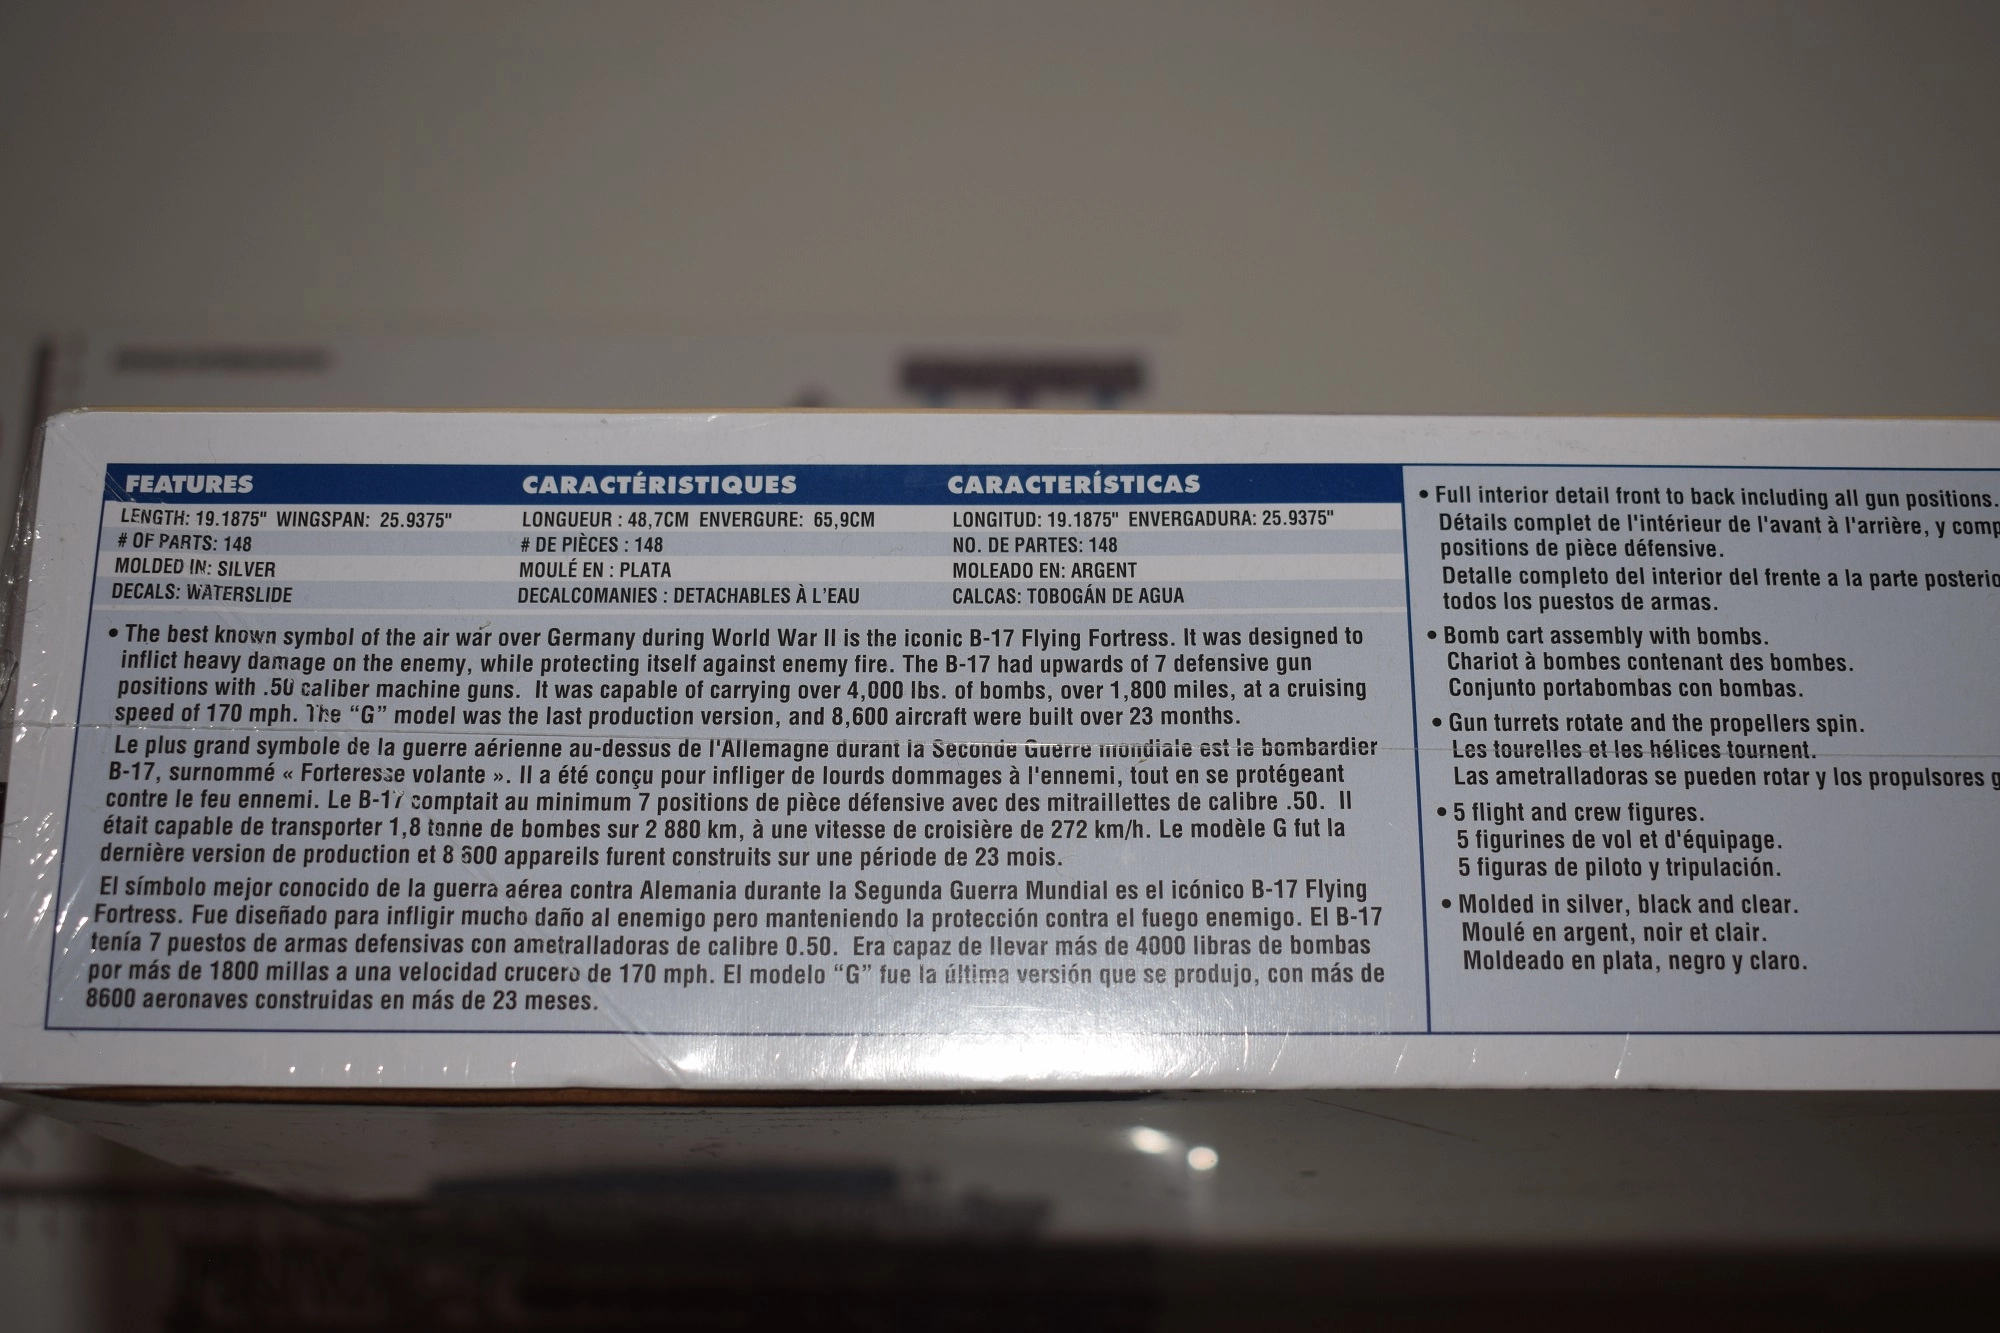 FEATURES CARACTÉRISTIQUES CARACTERÍSTICAS
LENGTH: 19.1875" WINGSPAN: 25.9375" LONGUEUR : 48,7CM ENVERGURE: 65,9CM LONGITUD: 19.1875" ENVERGADURA: 25.9375"
# OF PARTS: 148 # DE PIÈCES : 148 NO. DE PARTES: 148
MOLDED IN: SILVER MOULÉ EN : PLATA MOLEADO EN: ARGENT
DECALS: WATERSLIDE DECALCOMANIES : DETACHABLES À L'EAU CALCAS: TOBOGÁN DE AGUA
• The best known symbol of the air war over Germany during World War II is the iconic B-17 Flying Fortress. It was designed to
inflict heavy damage on the enemy, while protecting itself against enemy fire. The B-17 had upwards of 7 defensive gun
positions with .50 caliber machine guns. It was capable of carrying over 4,000 lbs. of bombs, over 1,800 miles, at a cruising
speed of 170 mph. The “G” model was the last production version, and 8,600 aircraft were built over 23 months.
Le plus grand symbole de la guerre aérienne au-dessus de l'Allemagne durant la Seconde Guerre mondiale est le bombardier
B-17, surnommé « Forteresse volante ». Il a été conçu pour infliger de lourds dommages à l'ennemi, tout en se protégeant
contre le feu ennemi. Le B-17 comptait au minimum 7 positions de pièce défensive avec des mitraillettes de calibre .50. Il
était capable de transporter 1,8 tonne de bombes sur 2 880 km, à une vitesse de croisière de 272 km/h. Le modèle G fut la
dernière version de production et 8 600 appareils furent construits sur une période de 23 mois.
El símbolo mejor conocido de la guerra aérea contra Alemania durante la Segunda Guerra Mundial es el icónico B-17 Flying
Fortress. Fue diseñado para infligir mucho daño al enemigo pero manteniendo la protección contra el fuego enemigo. El B-17
tenía 7 puestos de armas defensivas con ametralladoras de calibre 0.50. Era capaz de llevar más de 4000 libras de bombas
por más de 1800 millas a una velocidad crucero de 170 mph. El modelo “G” fue la última versión que se produjo, con más de
8600 aeronaves construidas en más de 23 meses.
• Full interior detail front to back including all gun positions.
Détails complet de l'intérieur de l'avant à l'arrière, y comp
positions de pièce défensive.
Detalle completo del interior del frente a la parte posterio
todos los puestos de armas.
• Bomb cart assembly with bombs.
Chariot à bombes contenant des bombes.
Conjunto portabombas con bombas.
• Gun turrets rotate and the propellers spin.
Les tourelles et les hélices tournent.
Las ametralladoras se pueden rotar y los propulsores g
• 5 flight and crew figures.
5 figurines de vol et d'équipage.
5 figuras de piloto y tripulación.
• Molded in silver, black and clear.
Moulé en argent, noir et clair.
Moldeado en plata, negro y claro.